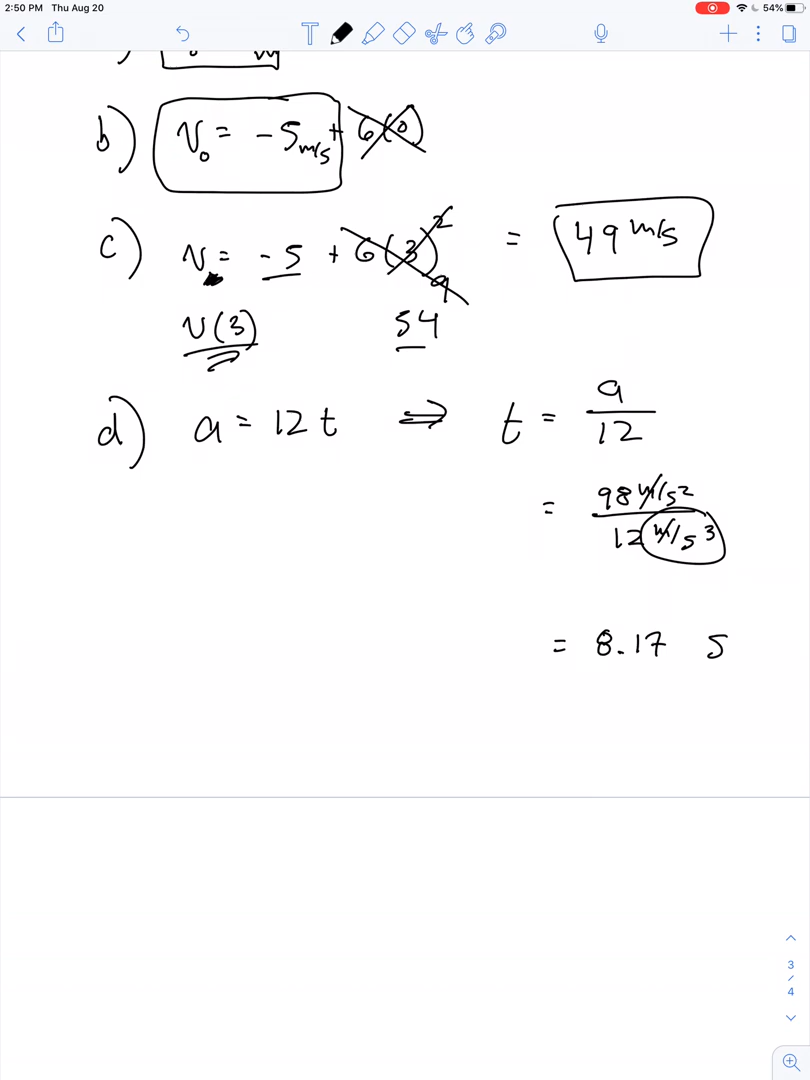 2:50 PM Thu Aug 20
54%
b) v₀ = -5 m/s + 6(0)
c) v = -5 + 6(3)² = 49 m/s
9
v(3) 54
d) a = 12t ⇒ t = a/12
= 98 m/s² / 12 m/s³
= 8.17 s
3
/
4